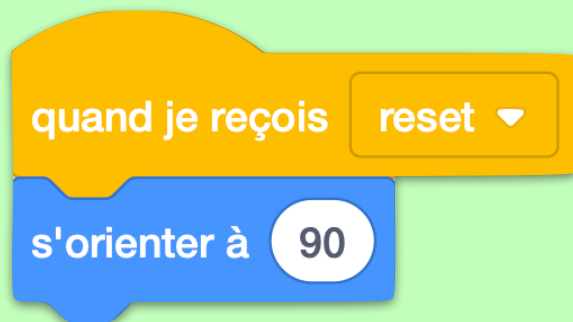 quand je reçois reset
s'orienter à 90